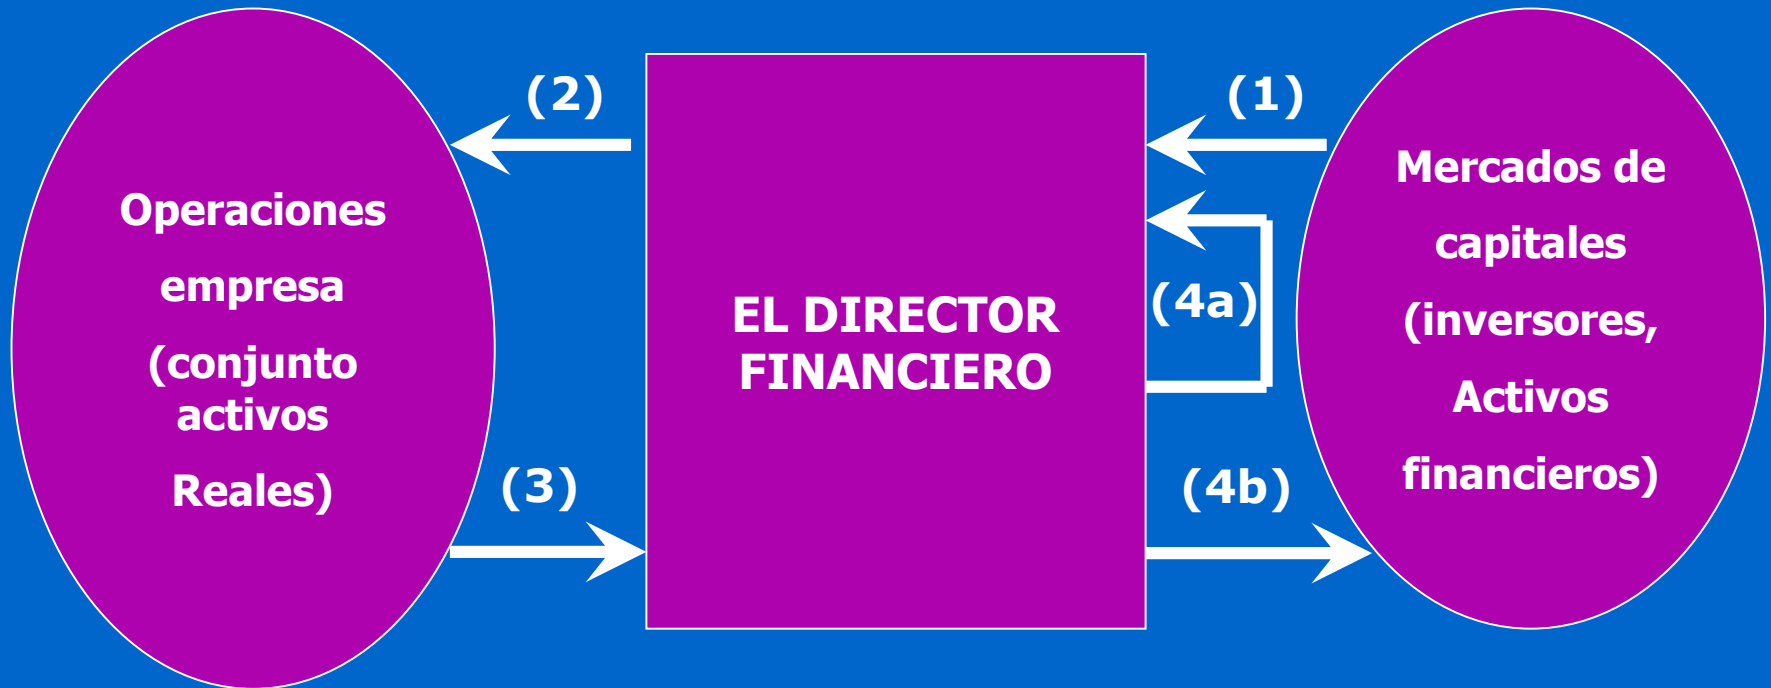 Operaciones
empresa
(conjunto
activos
Reales)
(2)
(3)
EL DIRECTOR
FINANCIERO
(1)
(4a)
(4b)
Mercados de
capitales
(inversores,
Activos
financieros)